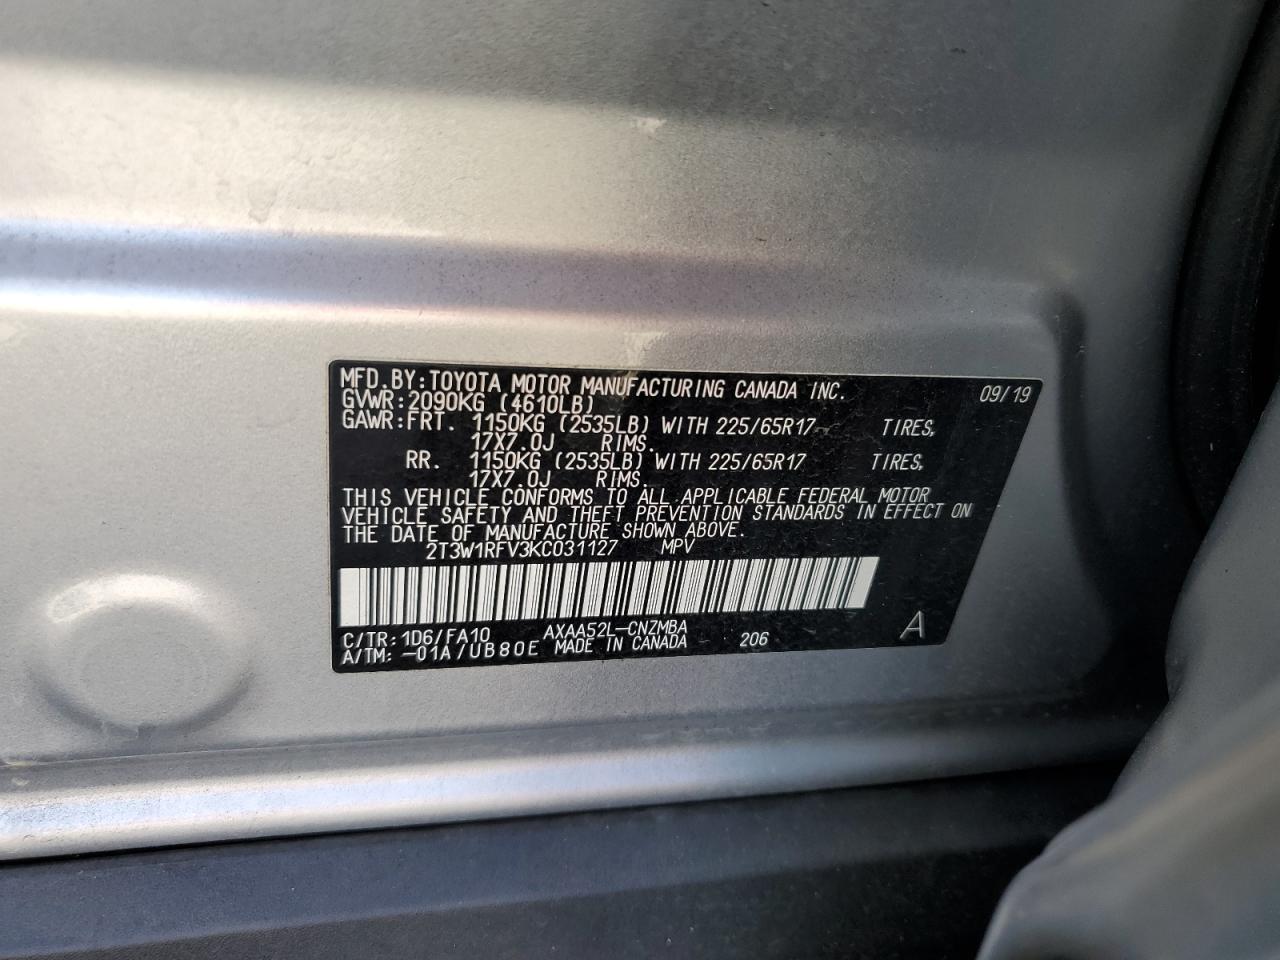 MFD.BY:TOYOTA MOTOR MANUFACTURING CANADA INC. 09/19
GVWR:2090KG (4610LB)
GAWR:FRT. 1150KG (2535LB) WITH 225/65R17 TIRES,
17X7.0J RIMS.
RR. 1150KG (2535LB) WITH 225/65R17 TIRES,
17X7.0J RIMS.
THIS VEHICLE CONFORMS TO ALL APPLICABLE FEDERAL MOTOR
VEHICLE SAFETY AND THEFT PREVENTION STANDARDS IN EFFECT ON
THE DATE OF MANUFACTURE SHOWN ABOVE.
2T3W1RFV3KC031127 MPV
C/TR:1D6/FA10 AXAA52L-CNZMBA 206 A
A/TM:-01A/UB80E MADE IN CANADA